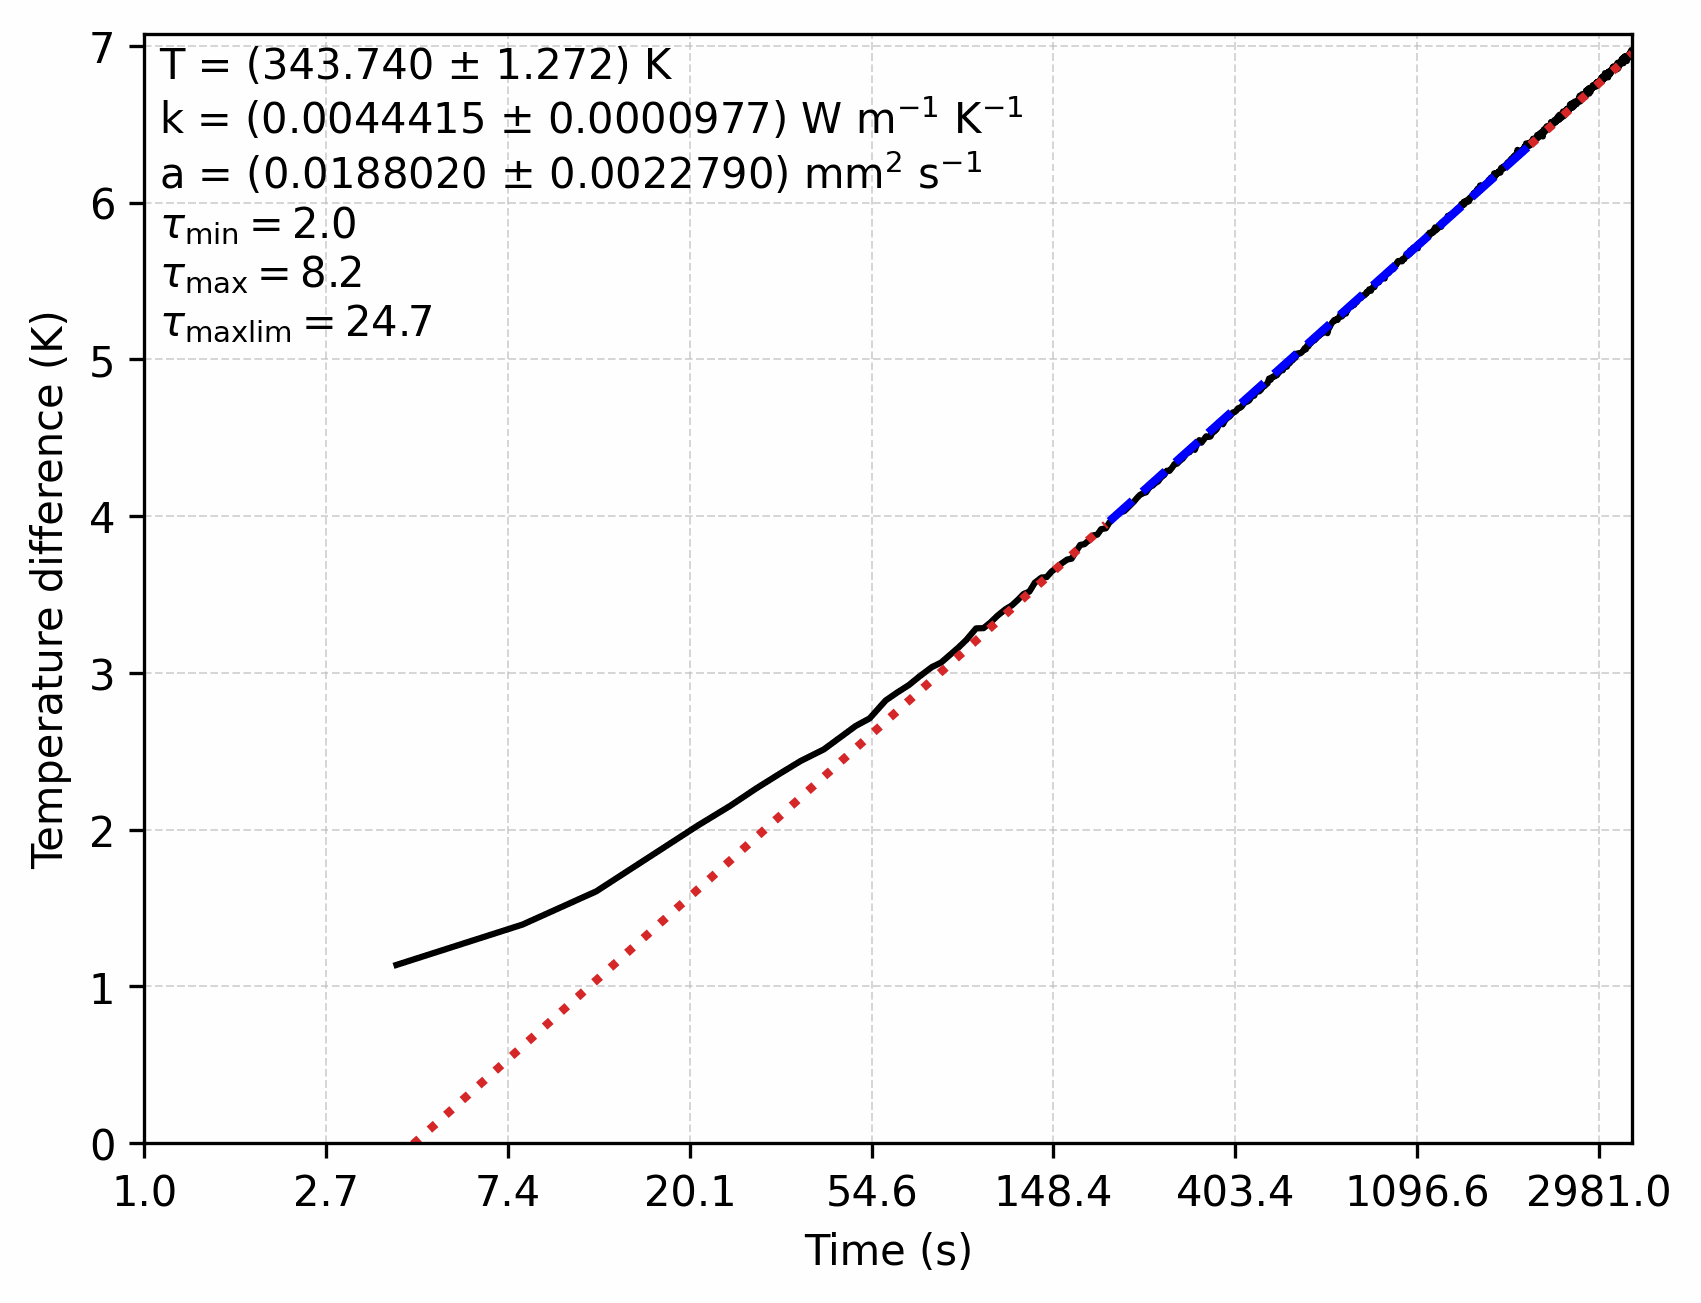 T = (343.740 ± 1.272) K
k = (0.0044415 ± 0.0000977) W m⁻¹ K⁻¹
a = (0.0188020 ± 0.0022790) mm² s⁻¹
τmin = 2.0
τmax = 8.2
τmaxlim = 24.7
Temperature difference (K)
7
6
5
4
3
2
1
0
1.0 2.7 7.4 20.1 54.6 148.4 403.4 1096.6 2981.0
Time (s)